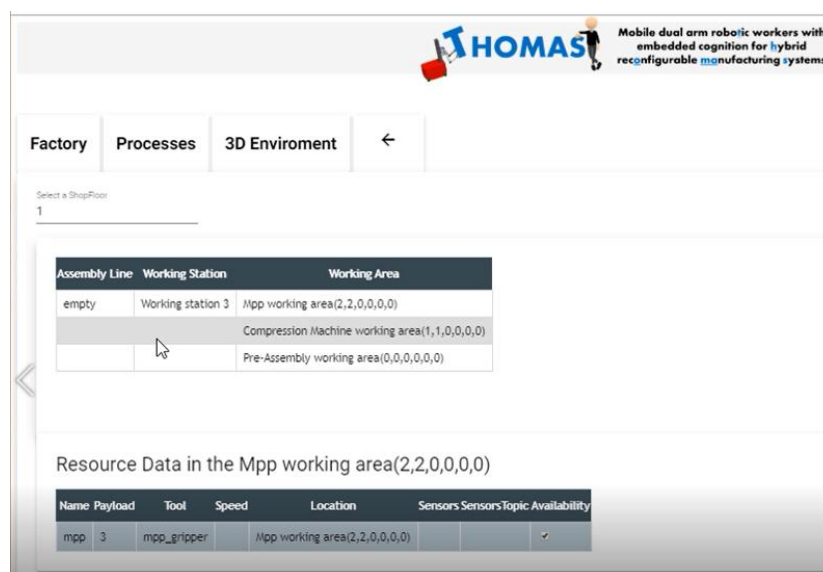 THOMAS
Mobile dual arm robotic workers with
embedded cognition for hybrid
reconfigurable manufacturing systems
Factory Processes 3D Enviroment ←
Select a ShopFloor
1
Assembly Line Working Station Working Area
empty Working station 3 Mpp working area(2,2,0,0,0,0)
Compression Machine working area(1,1,0,0,0,0)
Pre-Assembly working area(0,0,0,0,0,0)
Resource Data in the Mpp working area(2,2,0,0,0,0)
Name Payload Tool Speed Location Sensors SensorsTopic Availability
mpp 3 mpp_gripper Mpp working area(2,2,0,0,0,0)